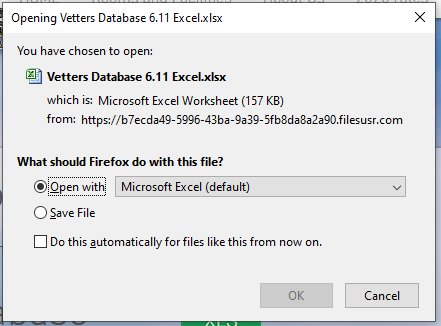 Opening Vetters Database 6.11 Excel.xlsx
You have chosen to open:
Vetters Database 6.11 Excel.xlsx
which is: Microsoft Excel Worksheet (157 KB)
from: https://b7ecda49-5996-43ba-9a39-5fb8da8a2a90.filesusr.com
What should Firefox do with this file?
Open with Microsoft Excel (default)
Save File
Do this automatically for files like this from now on.
OK Cancel